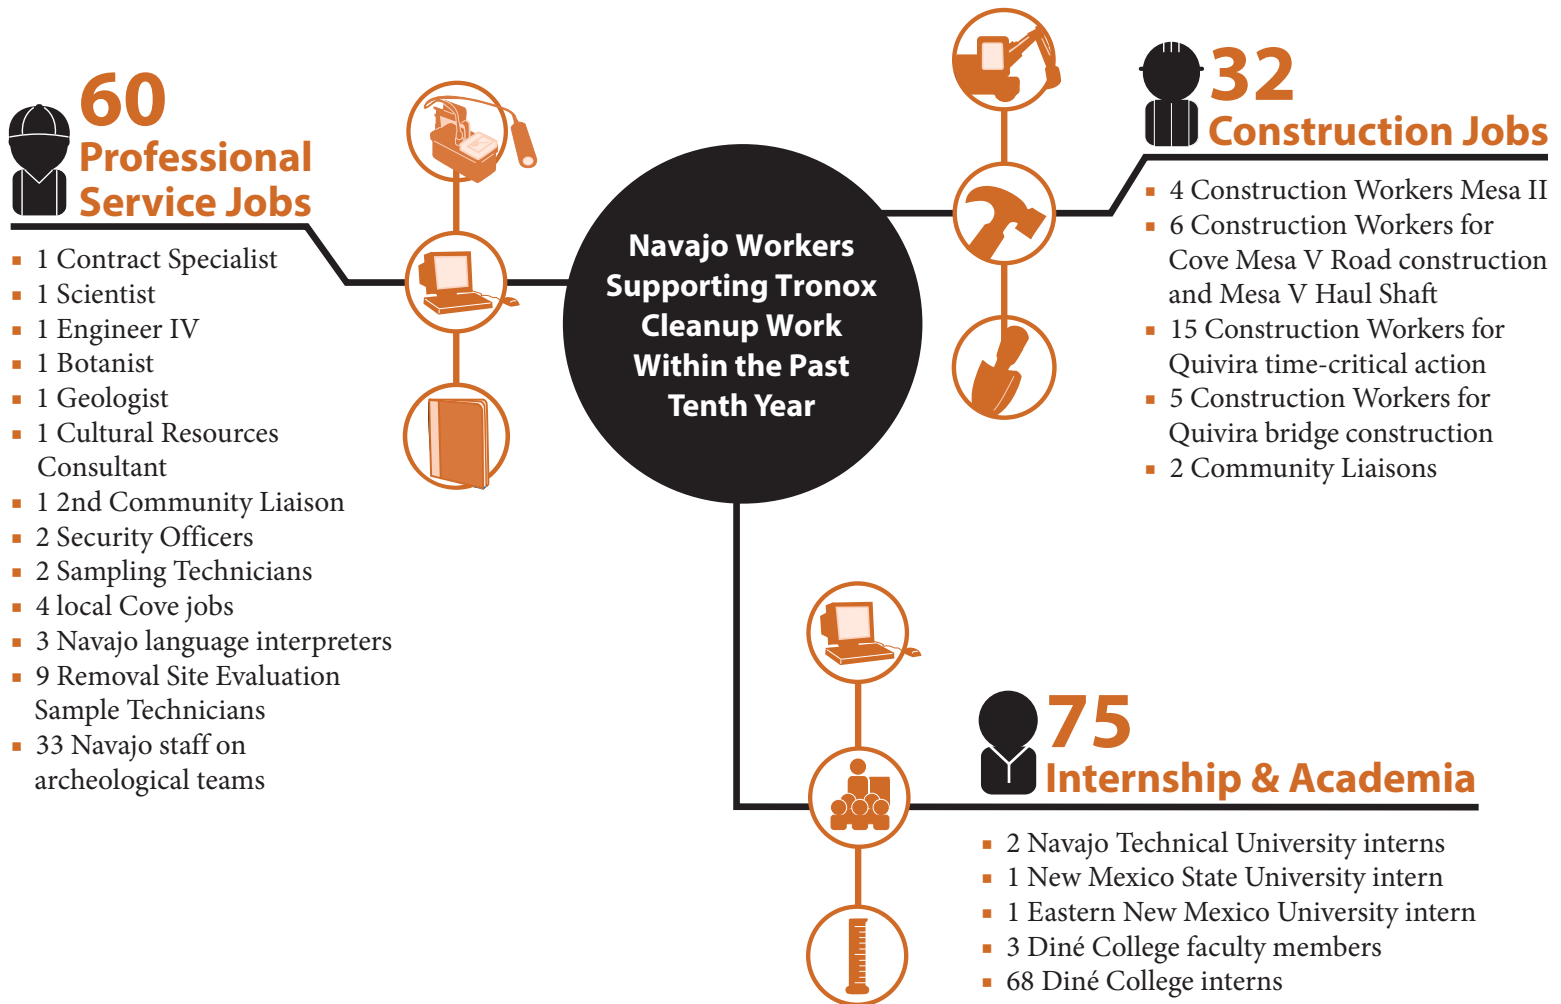 60
Professional
Service Jobs
▪ 1 Contract Specialist
▪ 1 Scientist
▪ 1 Engineer IV
▪ 1 Botanist
▪ 1 Geologist
▪ 1 Cultural Resources
Consultant
▪ 1 2nd Community Liaison
▪ 2 Security Officers
▪ 2 Sampling Technicians
▪ 4 local Cove jobs
▪ 3 Navajo language interpreters
▪ 9 Removal Site Evaluation
Sample Technicians
▪ 33 Navajo staff on
archeological teams
Navajo Workers
Supporting Tronox
Cleanup Work
Within the Past
Tenth Year
32
Construction Jobs
▪ 4 Construction Workers Mesa II
▪ 6 Construction Workers for
Cove Mesa V Road construction
and Mesa V Haul Shaft
▪ 15 Construction Workers for
Quivira time-critical action
▪ 5 Construction Workers for
Quivira bridge construction
▪ 2 Community Liaisons
75
Internship & Academia
▪ 2 Navajo Technical University interns
▪ 1 New Mexico State University intern
▪ 1 Eastern New Mexico University intern
▪ 3 Diné College faculty members
▪ 68 Diné College interns